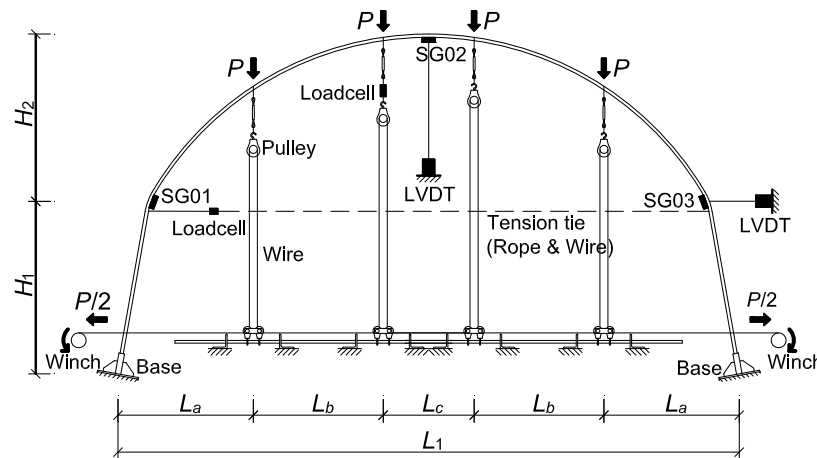 P
P
P
P
SG02
Loadcell
H2
Pulley
LVDT
SG01
SG03
Loadcell
Tension tie
(Rope & Wire)
LVDT
Wire
H1
P/2
P/2
Winch
Base
Base
Winch
La
Lb
Lc
Lb
La
L1